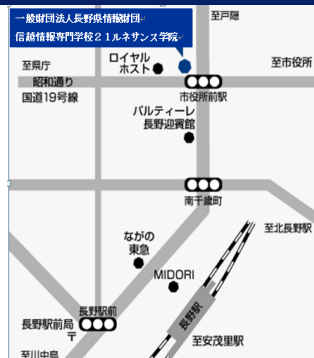 一般財団法人長野県情報財団
信越情報専門学校21ルネサンス学院
至戸隠
ロイヤル
ホスト
至県庁
至市役所
昭和通り
国道19号線
市役所前駅
パルティーレ
長野迎賓館
南千歳町
至北長野駅
ながの
東急
MIDORI
長野駅前
長野駅前局
〒
長野駅
至安茂里駅
至川中島